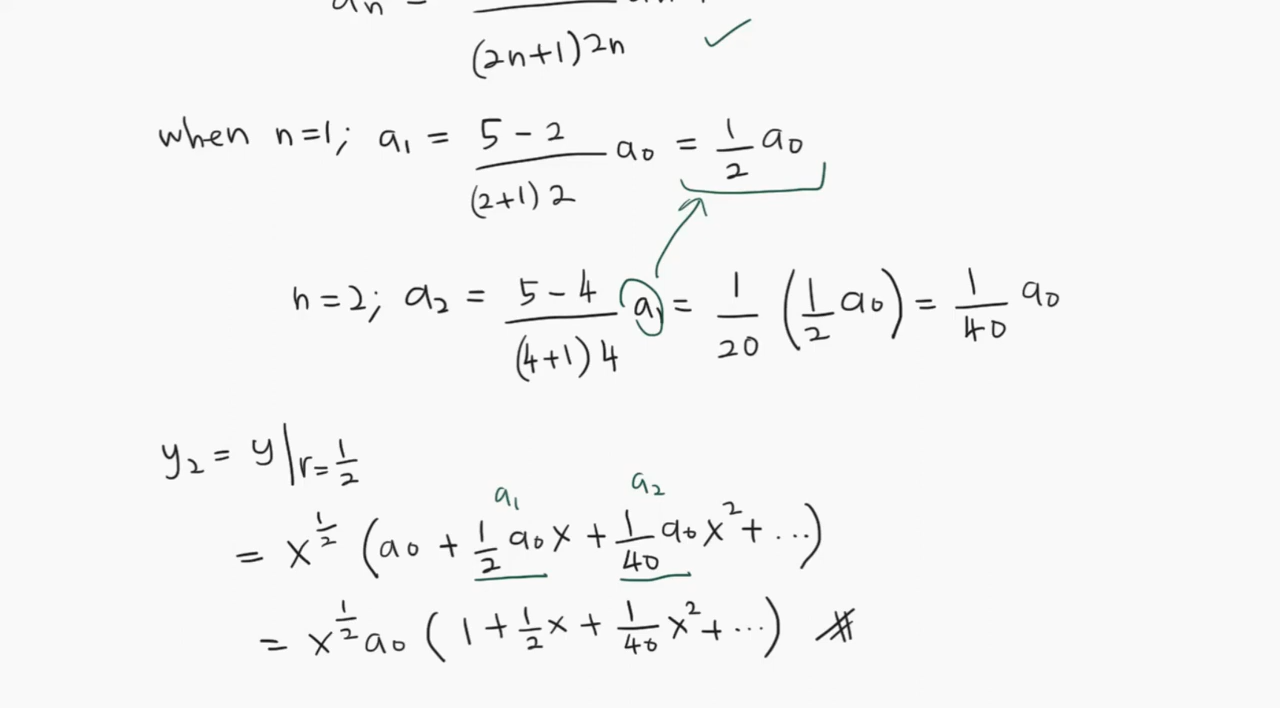 (2n+1)2n ✓
when n=1; a₁ = 5-2/(2+1)2 a₀ = 1/2 a₀
n=2; a₂ = 5-4/(4+1)4 a₁ = 1/20 (1/2 a₀) = 1/40 a₀
y₂ = y|r=1/2
a₁ a₂
= x^1/2 (a₀ + 1/2 a₀x + 1/40 a₀x² + ...)
= x^1/2 a₀ (1 + 1/2 x + 1/40 x² + ...) #